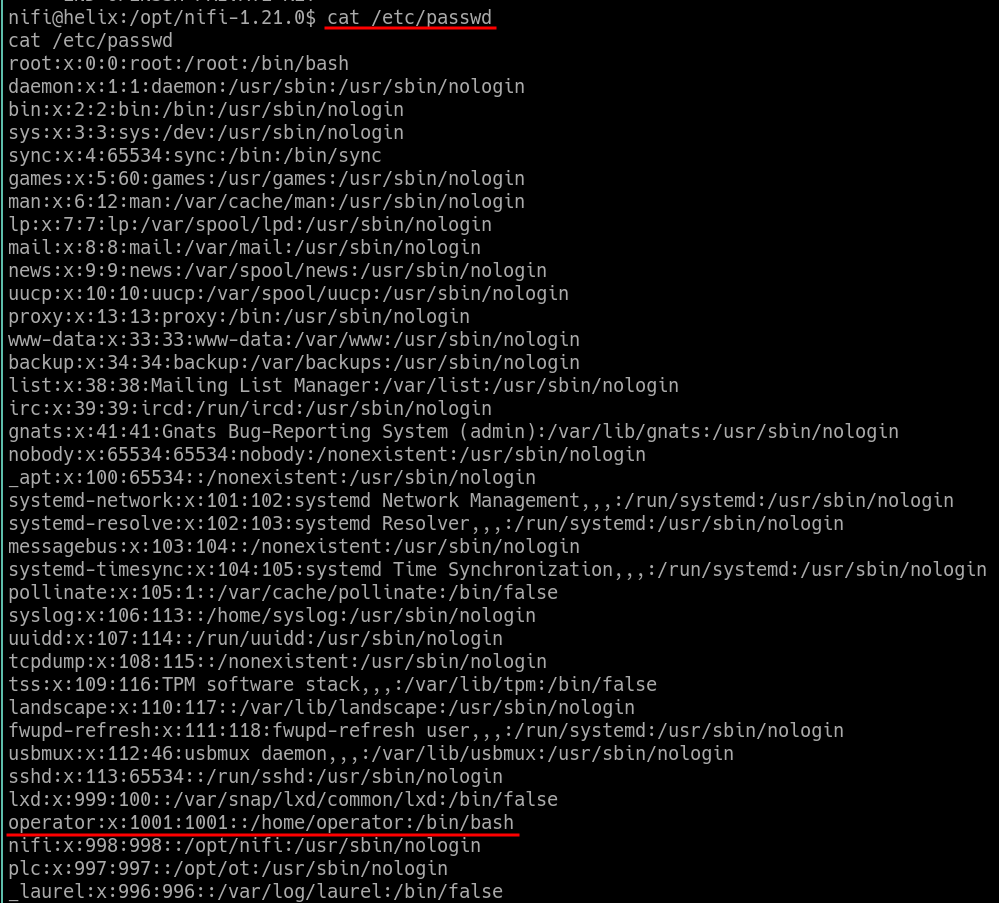 nifi@helix:/opt/nifi-1.21.0$ cat /etc/passwd
cat /etc/passwd
root:x:0:0:root:/root:/bin/bash
daemon:x:1:1:daemon:/usr/sbin:/usr/sbin/nologin
bin:x:2:2:bin:/bin:/usr/sbin/nologin
sys:x:3:3:sys:/dev:/usr/sbin/nologin
sync:x:4:65534:sync:/bin:/bin/sync
games:x:5:60:games:/usr/games:/usr/sbin/nologin
man:x:6:12:man:/var/cache/man:/usr/sbin/nologin
lp:x:7:7:lp:/var/spool/lpd:/usr/sbin/nologin
mail:x:8:8:mail:/var/mail:/usr/sbin/nologin
news:x:9:9:news:/var/spool/news:/usr/sbin/nologin
uucp:x:10:10:uucp:/var/spool/uucp:/usr/sbin/nologin
proxy:x:13:13:proxy:/bin:/usr/sbin/nologin
www-data:x:33:33:www-data:/var/www:/usr/sbin/nologin
backup:x:34:34:backup:/var/backups:/usr/sbin/nologin
list:x:38:38:Mailing List Manager:/var/list:/usr/sbin/nologin
irc:x:39:39:ircd:/run/ircd:/usr/sbin/nologin
gnats:x:41:41:Gnats Bug-Reporting System (admin):/var/lib/gnats:/usr/sbin/nologin
nobody:x:65534:65534:nobody:/nonexistent:/usr/sbin/nologin
_apt:x:100:65534::/nonexistent:/usr/sbin/nologin
systemd-network:x:101:102:systemd Network Management,,,:/run/systemd:/usr/sbin/nologin
systemd-resolve:x:102:103:systemd Resolver,,,:/run/systemd:/usr/sbin/nologin
messagebus:x:103:104::/nonexistent:/usr/sbin/nologin
systemd-timesync:x:104:105:systemd Time Synchronization,,,:/run/systemd:/usr/sbin/nologin
pollinate:x:105:1::/var/cache/pollinate:/bin/false
syslog:x:106:113::/home/syslog:/usr/sbin/nologin
uuidd:x:107:114::/run/uuidd:/usr/sbin/nologin
tcpdump:x:108:115::/nonexistent:/usr/sbin/nologin
tss:x:109:116:TPM software stack,,,:/var/lib/tpm:/bin/false
landscape:x:110:117::/var/lib/landscape:/usr/sbin/nologin
fwupd-refresh:x:111:118:fwupd-refresh user,,,:/run/systemd:/usr/sbin/nologin
usbmux:x:112:46:usbmux daemon,,,:/var/lib/usbmux:/usr/sbin/nologin
sshd:x:113:65534::/run/sshd:/usr/sbin/nologin
lxd:x:999:100::/var/snap/lxd/common/lxd:/bin/false
operator:x:1001:1001::/home/operator:/bin/bash
nifi:x:998:998::/opt/nifi:/usr/sbin/nologin
plc:x:997:997::/opt/ot:/usr/sbin/nologin
_laurel:x:996:996::/var/log/laurel:/bin/false